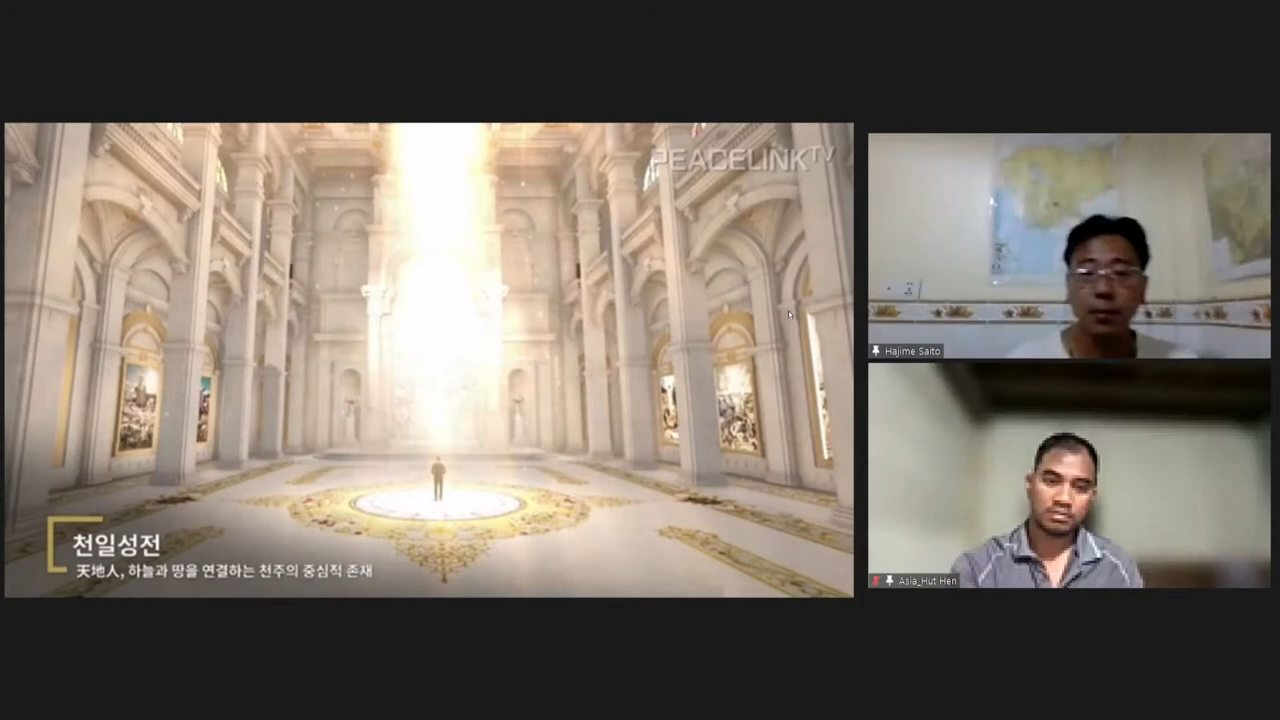 PEACELINKTV
천일성전
天地人, 하늘과 땅을 연결하는 천주의 중심적 존재
Hajime Saito
Asia_Hut Hen